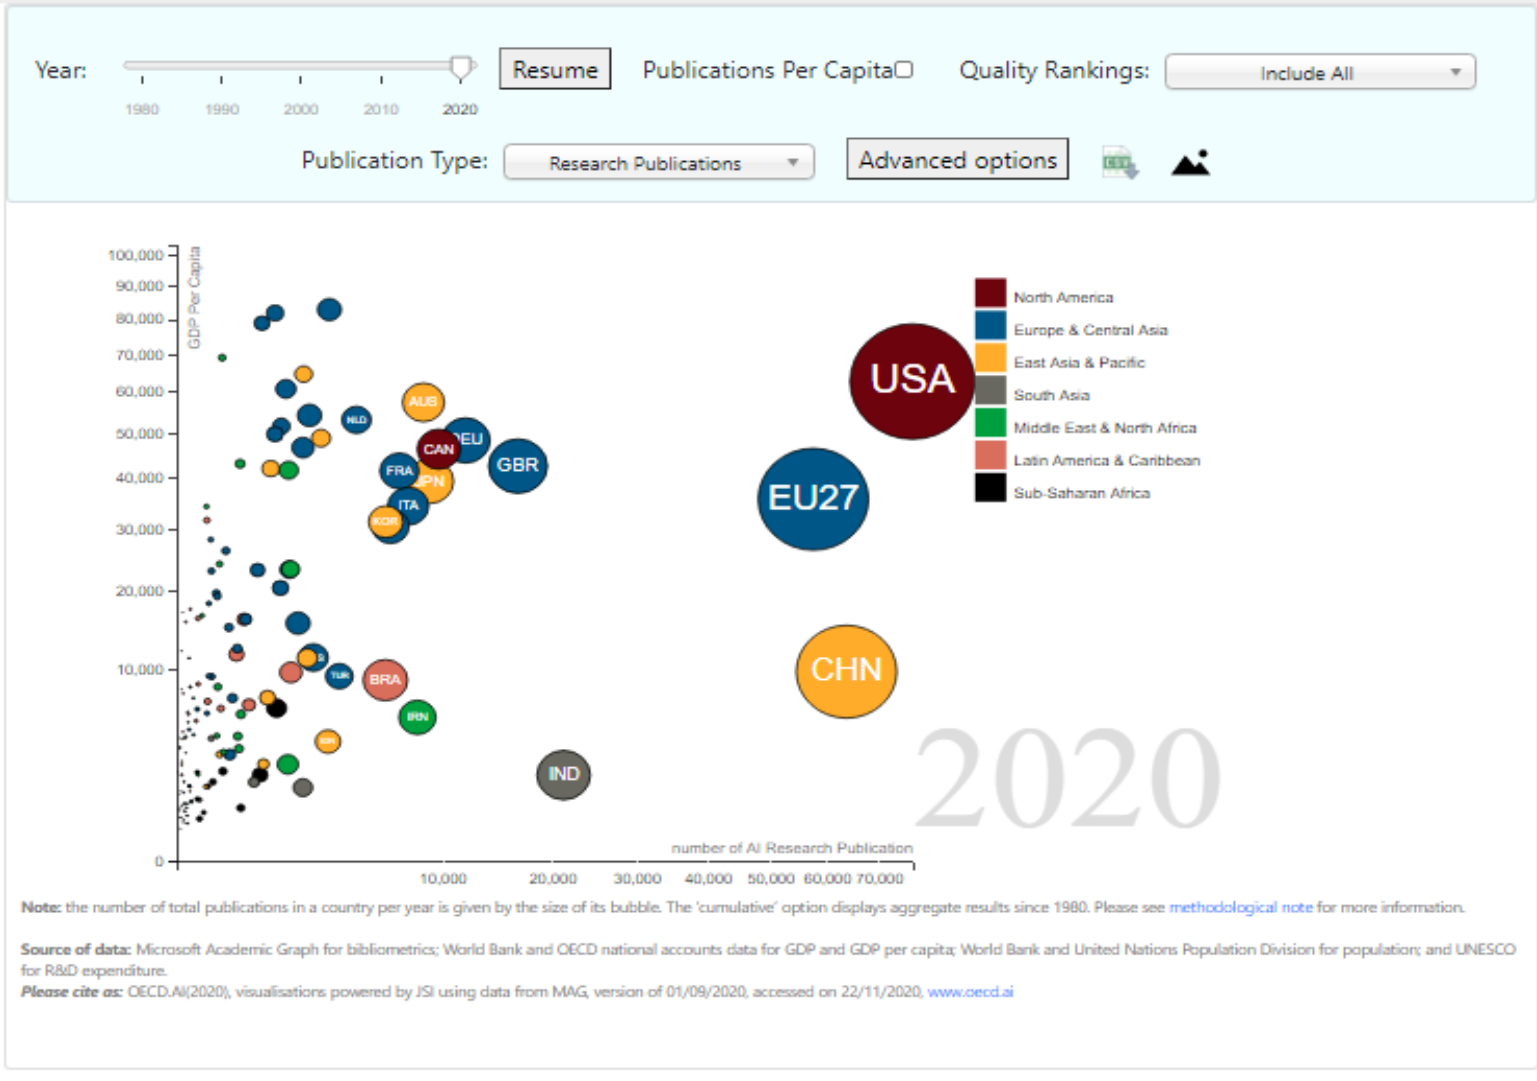 Year:
1980 1990 2000 2010 2020
Resume
Publications Per Capita
Quality Rankings:
Include All
Publication Type:
Research Publications
Advanced options
100,000
90,000
80,000
70,000
60,000
50,000
40,000
30,000
20,000
10,000
0
GDP Per Capita
AUS
NLD
CAN
DEU
GBR
FRA
JPN
ITA
KOR
TUR
BRA
IRN
IND
USA
EU27
CHN
North America
Europe & Central Asia
East Asia & Pacific
South Asia
Middle East & North Africa
Latin America & Caribbean
Sub-Saharan Africa
2020
number of AI Research Publication
10,000 20,000 30,000 40,000 50,000 60,000 70,000
Note: the number of total publications in a country per year is given by the size of its bubble. The 'cumulative' option displays aggregate results since 1980. Please see methodological note for more information.
Source of data: Microsoft Academic Graph for bibliometrics; World Bank and OECD national accounts data for GDP and GDP per capita; World Bank and United Nations Population Division for population; and UNESCO
for R&D expenditure.
Please cite as: OECD.AI(2020), visualisations powered by JSI using data from MAG, version of 01/09/2020, accessed on 22/11/2020, www.oecd.ai